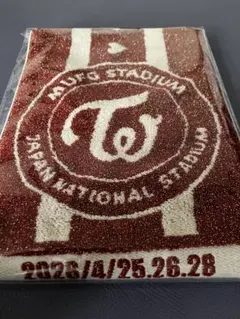 MUFG STADIUM
TW
JAPAN NATIONAL STADIUM
2026/4/25.26.28